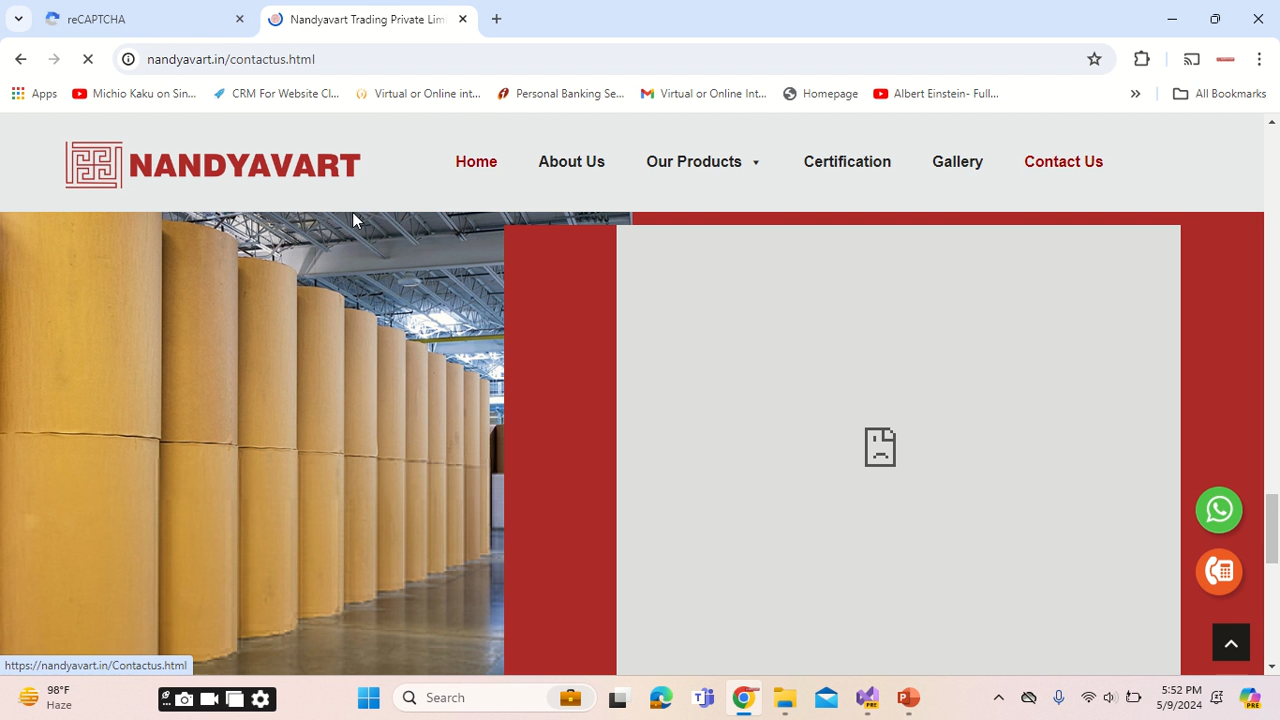 reCAPTCHA
Nandyavart Trading Private Lim
nandyavart.in/contactus.html
Apps
Michio Kaku on Sin...
CRM For Website Cl...
Virtual or Online int...
Personal Banking Se...
Virtual or Online Int...
Homepage
Albert Einstein- Full...
All Bookmarks
NANDYAVART
Home
About Us
Our Products
Certification
Gallery
Contact Us
https://nandyavart.in/Contactus.html
98°F
Haze
Search
PRE
5:52 PM
5/9/2024
PRE